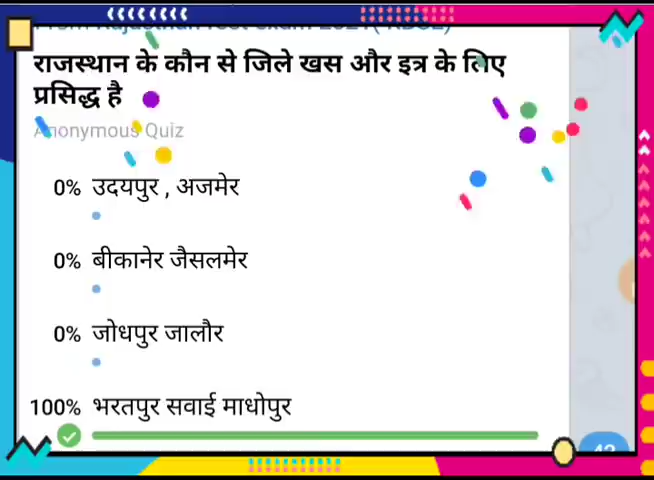 राजस्थान के कौन से जिले खस और इत्र के लिए
प्रसिद्ध है
Anonymous Quiz
0% उदयपुर , अजमेर
0% बीकानेर जैसलमेर
0% जोधपुर जालौर
100% भरतपुर सवाई माधोपुर